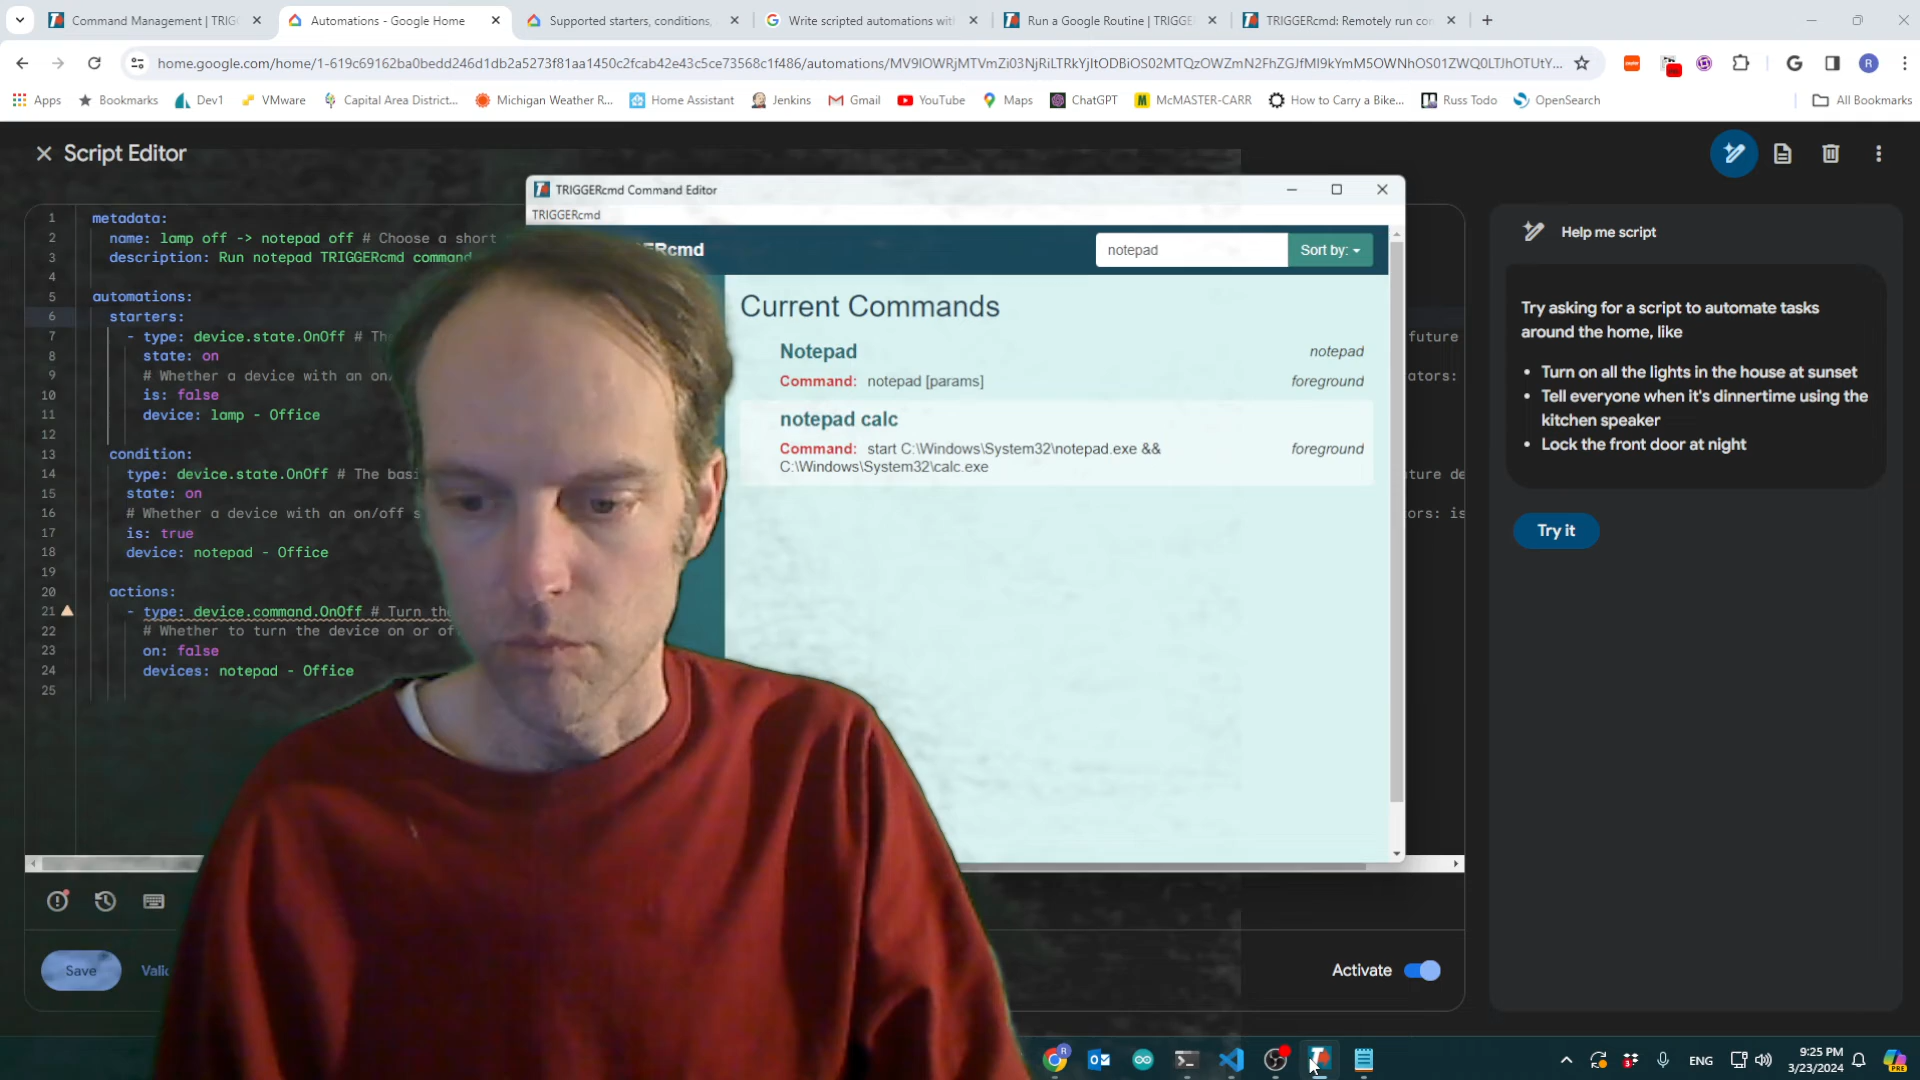 Command Management | TRIG
Automations - Google Home
Supported starters, conditions,
Write scripted automations wit
Run a Google Routine | TRIGGE
TRIGGERcmd: Remotely run co
home.google.com/home/1-619c69162ba0bedd246d1db2a5273f81aa1450c2fcab42e43c5ce73568c1f486/automations/MV9IOWRjMTVmZi03NjRiLTRkYjItODBiOS02MTQzOWZmN2FhZGJfMI9kYmM5OWNhOS01ZWQ0LTJhOTUtY...
Apps
Bookmarks
Dev1
VMware
Capital Area District...
Michigan Weather R...
Home Assistant
Jenkins
Gmail
YouTube
Maps
ChatGPT
McMASTER-CARR
How to Carry a Bike...
Russ Todo
OpenSearch
All Bookmarks
Script Editor
1 metadata:
2 name: lamp off -> notepad off # Choose a short
3 description: Run notepad TRIGGERcmd command
4
5 automations:
6 starters:
7 - type: device.state.OnOff # Th
8 state: on
9 # Whether a device with an on/
10 is: false
11 device: lamp - Office
12
13 condition:
14 type: device.state.OnOff # The basi
15 state: on
16 # Whether a device with an on/off s
17 is: true
18 device: notepad - Office
19
20 actions:
21 - type: device.command.OnOff # Turn the
22 # Whether to turn the device on or of
23 on: false
24 devices: notepad - Office
25
future
ators:
ture de
ors: is
TRIGGERcmd Command Editor
TRIGGERcmd
ERcmd
notepad
Sort by:
Current Commands
Notepad
notepad
Command: notepad [params]
foreground
notepad calc
Command: start C:\Windows\System32\notepad.exe &&
C:\Windows\System32\calc.exe
foreground
Help me script
Try asking for a script to automate tasks
around the home, like
• Turn on all the lights in the house at sunset
• Tell everyone when it's dinnertime using the
kitchen speaker
• Lock the front door at night
Try it
Save
Valid
Activate
ENG
9:25 PM
3/23/2024